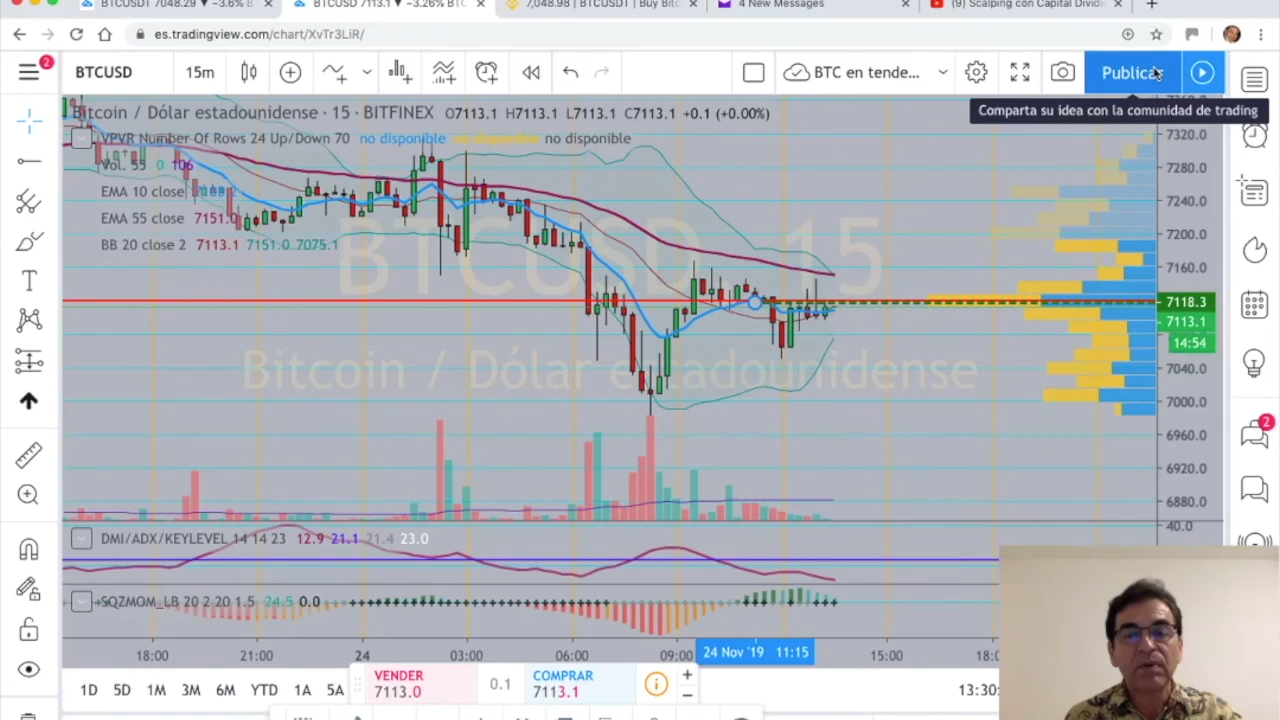 BTCUSDT 7048.29 ▼ −3.6% B
BTCUSD 7113.1 ▼ −3.26% BTC
7,048.98 | BTCUSDT | Buy Bitc
4 New Messages
(9) Scalping con Capital Divid
es.tradingview.com/chart/XvTr3LiR/
2
BTCUSD
15m
BTC en tende...
Publicar
Comparta su idea con la comunidad de trading
Bitcoin / Dólar estadounidense · 15 · BITFINEX O7113.1 H7113.1 L7113.1 C7113.1 +0.1 (+0.00%)
VPVR Number Of Rows 24 Up/Down 70 no disponible no disponible no disponible
Vol. 55 0 106
EMA 10 close
EMA 55 close 7151.0
BB 20 close 2 7113.1 7151.0 7075.1
BTCUSD, 15
Bitcoin / Dólar estadounidense
7320.0
7280.0
7240.0
7200.0
7160.0
7118.3
7113.1
14:54
7040.0
7000.0
6960.0
6920.0
6880.0
40.0
2
DMI/ADX/KEYLEVEL 14 14 23 12.9 21.1 21.4 23.0
SQZMOM_LB 20 2 20 1.5 24.5 0.0
18:00
21:00
24
03:00
06:00
09:00
24 Nov '19 11:15
15:00
18:0
1D 5D 1M 3M 6M YTD 1A 5A
VENDER
7113.0
0.1
COMPRAR
7113.1
13:30: